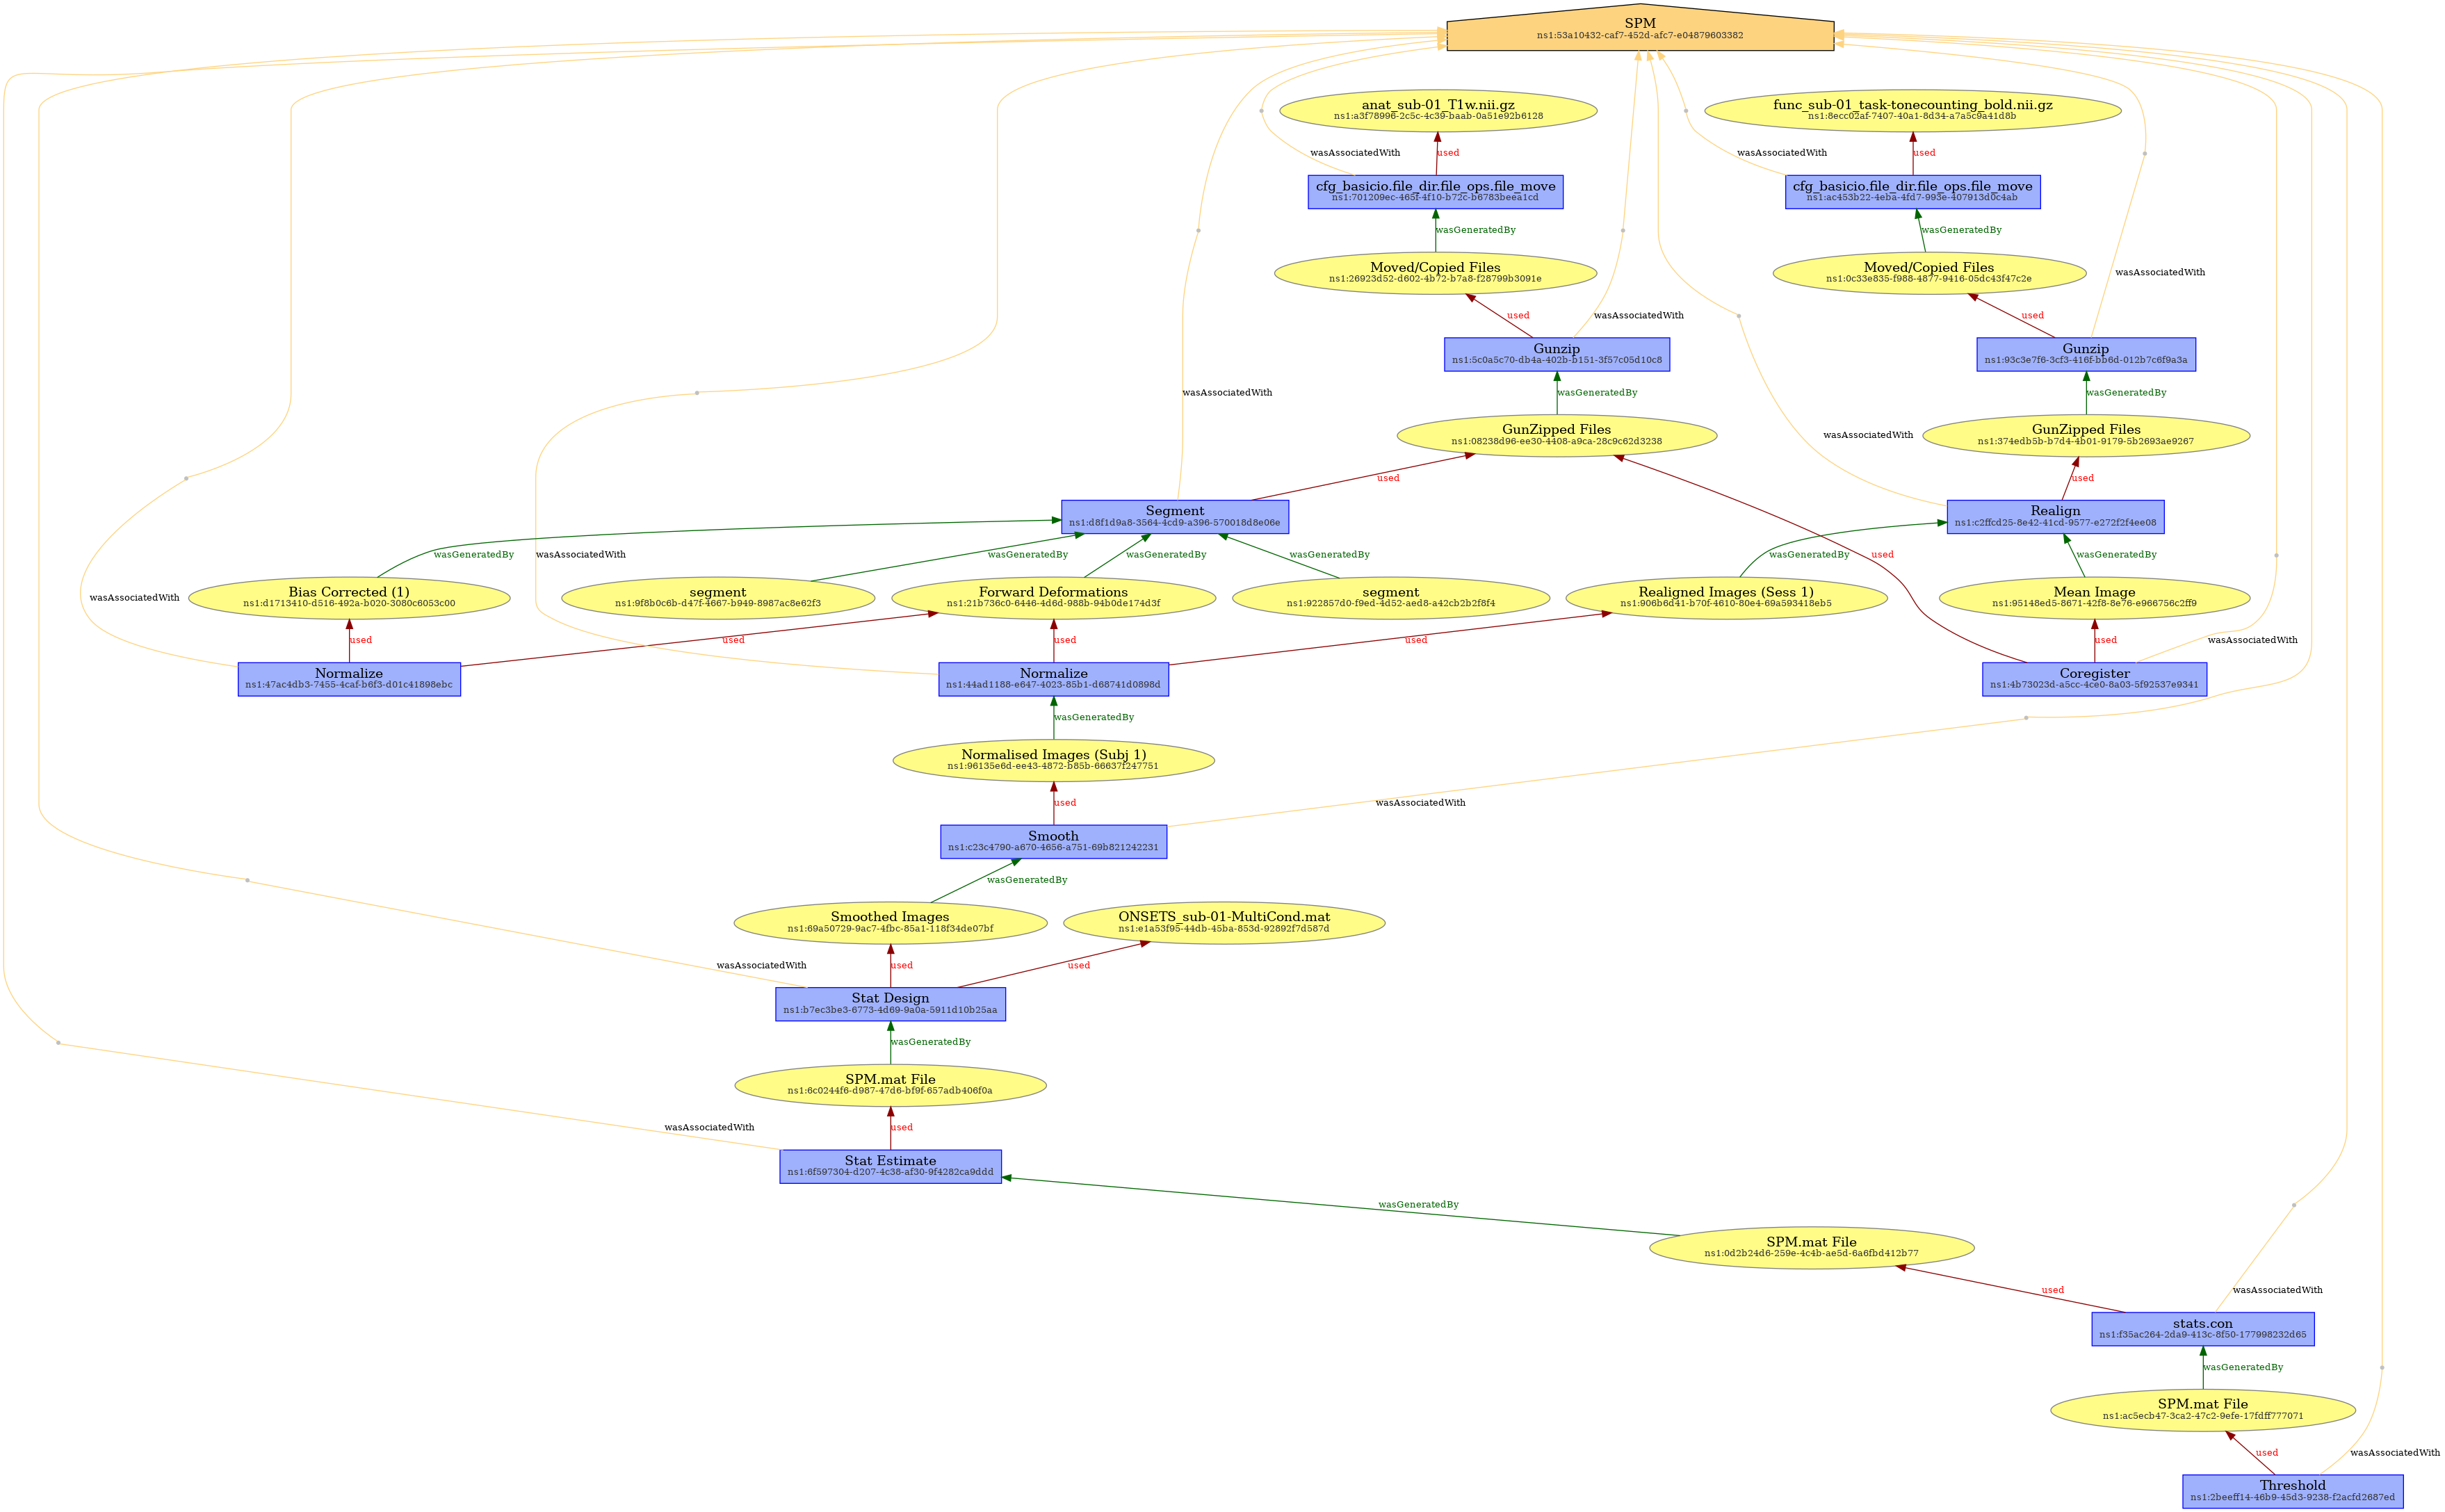 SPM
ns1:53a10432-caf7-452d-afc7-e04879603382
anat_sub-01_T1w.nii.gz
ns1:a3f78996-2c5c-4c39-baab-0a51e92b6128
func_sub-01_task-tonecounting_bold.nii.gz
ns1:8ecc02af-7407-40a1-8d34-a7a5c9a41d8b
wasAssociatedWith
used
wasAssociatedWith
used
cfg_basicio.file_dir.file_ops.file_move
ns1:701209ec-465f-4f10-b72c-b6783beea1cd
cfg_basicio.file_dir.file_ops.file_move
ns1:ac453b22-4eba-4fd7-993e-407913d0c4ab
wasGeneratedBy
wasGeneratedBy
Moved/Copied Files
ns1:26923d52-d602-4b72-b7a8-f28799b3091e
Moved/Copied Files
ns1:0c33e835-f988-4877-9416-05dc43f47c2e
wasAssociatedWith
used
wasAssociatedWith
used
Gunzip
ns1:5c0a5c70-db4a-402b-b151-3f57c05d10c8
Gunzip
ns1:93c3e7f6-3cf3-416f-bb6d-012b7c6f9a3a
wasAssociatedWith
wasGeneratedBy
wasGeneratedBy
GunZipped Files
ns1:08238d96-ee30-4408-a9ca-28c9c62d3238
wasAssociatedWith
GunZipped Files
ns1:374edb5b-b7d4-4b01-9179-5b2693ae9267
used
used
Segment
ns1:d8f1d9a8-3564-4cd9-a396-570018d8e06e
Realign
ns1:c2ffcd25-8e42-41cd-9577-e272f2f4ee08
wasGeneratedBy
wasAssociatedWith
wasGeneratedBy
wasGeneratedBy
wasGeneratedBy
wasGeneratedBy
used
wasGeneratedBy
wasAssociatedWith
Bias Corrected (1)
ns1:d1713410-d516-492a-b020-3080c6053c00
segment
ns1:9f8b0c6b-d47f-4667-b949-8987ac8e62f3
Forward Deformations
ns1:21b736c0-6446-4d6d-988b-94b0de174d3f
segment
ns1:922857d0-f9ed-4d52-aed8-a42cb2b2f8f4
Realigned Images (Sess 1)
ns1:906b6d41-b70f-4610-80e4-69a593418eb5
Mean Image
ns1:95148ed5-8671-42f8-8e76-e966756c2ff9
used
used
used
used
used
wasAssociatedWith
Normalize
ns1:47ac4db3-7455-4caf-b6f3-d01c41898ebc
Normalize
ns1:44ad1188-e647-4023-85b1-d68741d0898d
Coregister
ns1:4b73023d-a5cc-4ce0-8a03-5f92537e9341
wasGeneratedBy
Normalised Images (Subj 1)
ns1:96135e6d-ee43-4872-b85b-66637f247751
used
wasAssociatedWith
Smooth
ns1:c23c4790-a670-4656-a751-69b821242231
wasGeneratedBy
Smoothed Images
ns1:69a50729-9ac7-4fbc-85a1-118f34de07bf
ONSETS_sub-01-MultiCond.mat
ns1:e1a53f95-44db-45ba-853d-92892f7d587d
wasAssociatedWith
used
used
Stat Design
ns1:b7ec3be3-6773-4d69-9a0a-5911d10b25aa
wasGeneratedBy
SPM.mat File
ns1:6c0244f6-d987-47d6-bf9f-657adb406f0a
wasAssociatedWith
used
Stat Estimate
ns1:6f597304-d207-4c38-af30-9f4282ca9ddd
wasGeneratedBy
SPM.mat File
ns1:0d2b24d6-259e-4c4b-ae5d-6a6fbd412b77
used
wasAssociatedWith
stats.con
ns1:f35ac264-2da9-413c-8f50-177998232d65
wasGeneratedBy
SPM.mat File
ns1:ac5ecb47-3ca2-47c2-9efe-17fdff777071
used
wasAssociatedWith
Threshold
ns1:2beeff14-46b9-45d3-9238-f2acfd2687ed